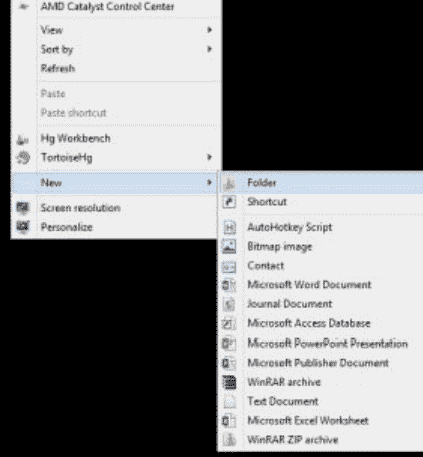 AMD Catalyst Control Center
View
Sort by
Refresh
Paste
Paste shortcut
Hg Workbench
TortoiseHg
New
Screen resolution
Personalize
Folder
Shortcut
AutoHotkey Script
Bitmap image
Contact
Microsoft Word Document
Journal Document
Microsoft Access Database
Microsoft PowerPoint Presentation
Microsoft Publisher Document
WinRAR archive
Text Document
Microsoft Excel Worksheet
WinRAR ZIP archive